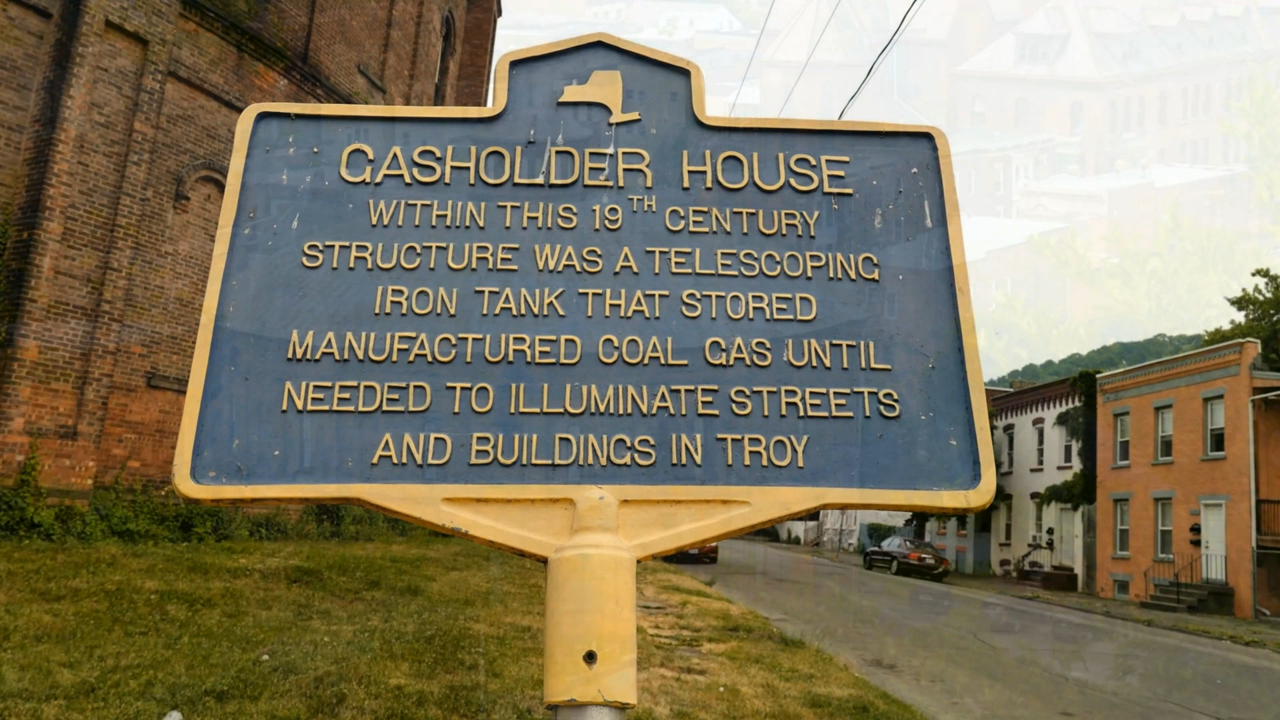 GASHOLDER HOUSE
WITHIN THIS 19TH CENTURY
STRUCTURE WAS A TELESCOPING
IRON TANK THAT STORED
MANUFACTURED COAL GAS UNTIL
NEEDED TO ILLUMINATE STREETS
AND BUILDINGS IN TROY